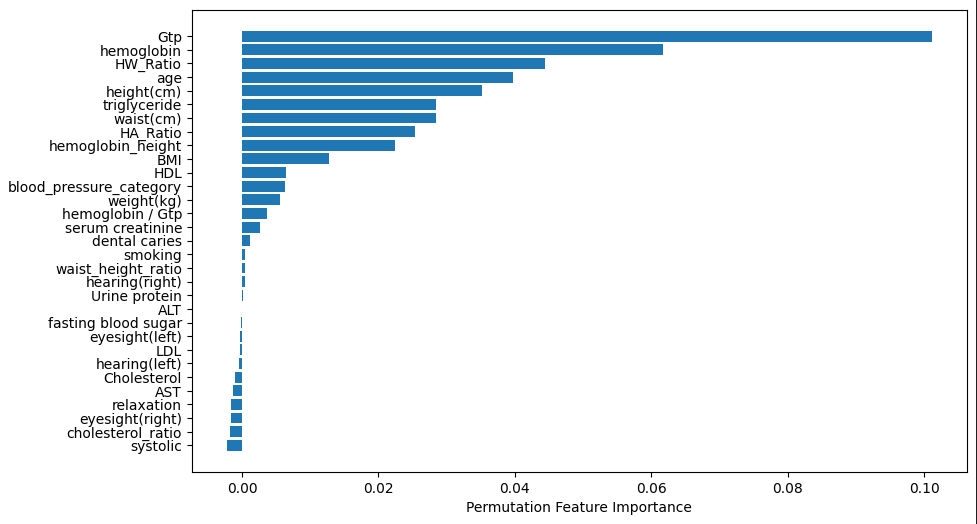 Gtp
hemoglobin
HW_Ratio
age
height(cm)
triglyceride
waist(cm)
HA_Ratio
hemoglobin_height
BMI
HDL
blood_pressure_category
weight(kg)
hemoglobin / Gtp
serum creatinine
dental caries
smoking
waist_height_ratio
hearing(right)
Urine protein
ALT
fasting blood sugar
eyesight(left)
LDL
hearing(left)
Cholesterol
AST
relaxation
eyesight(right)
cholesterol_ratio
systolic
0.00 0.02 0.04 0.06 0.08 0.10
Permutation Feature Importance